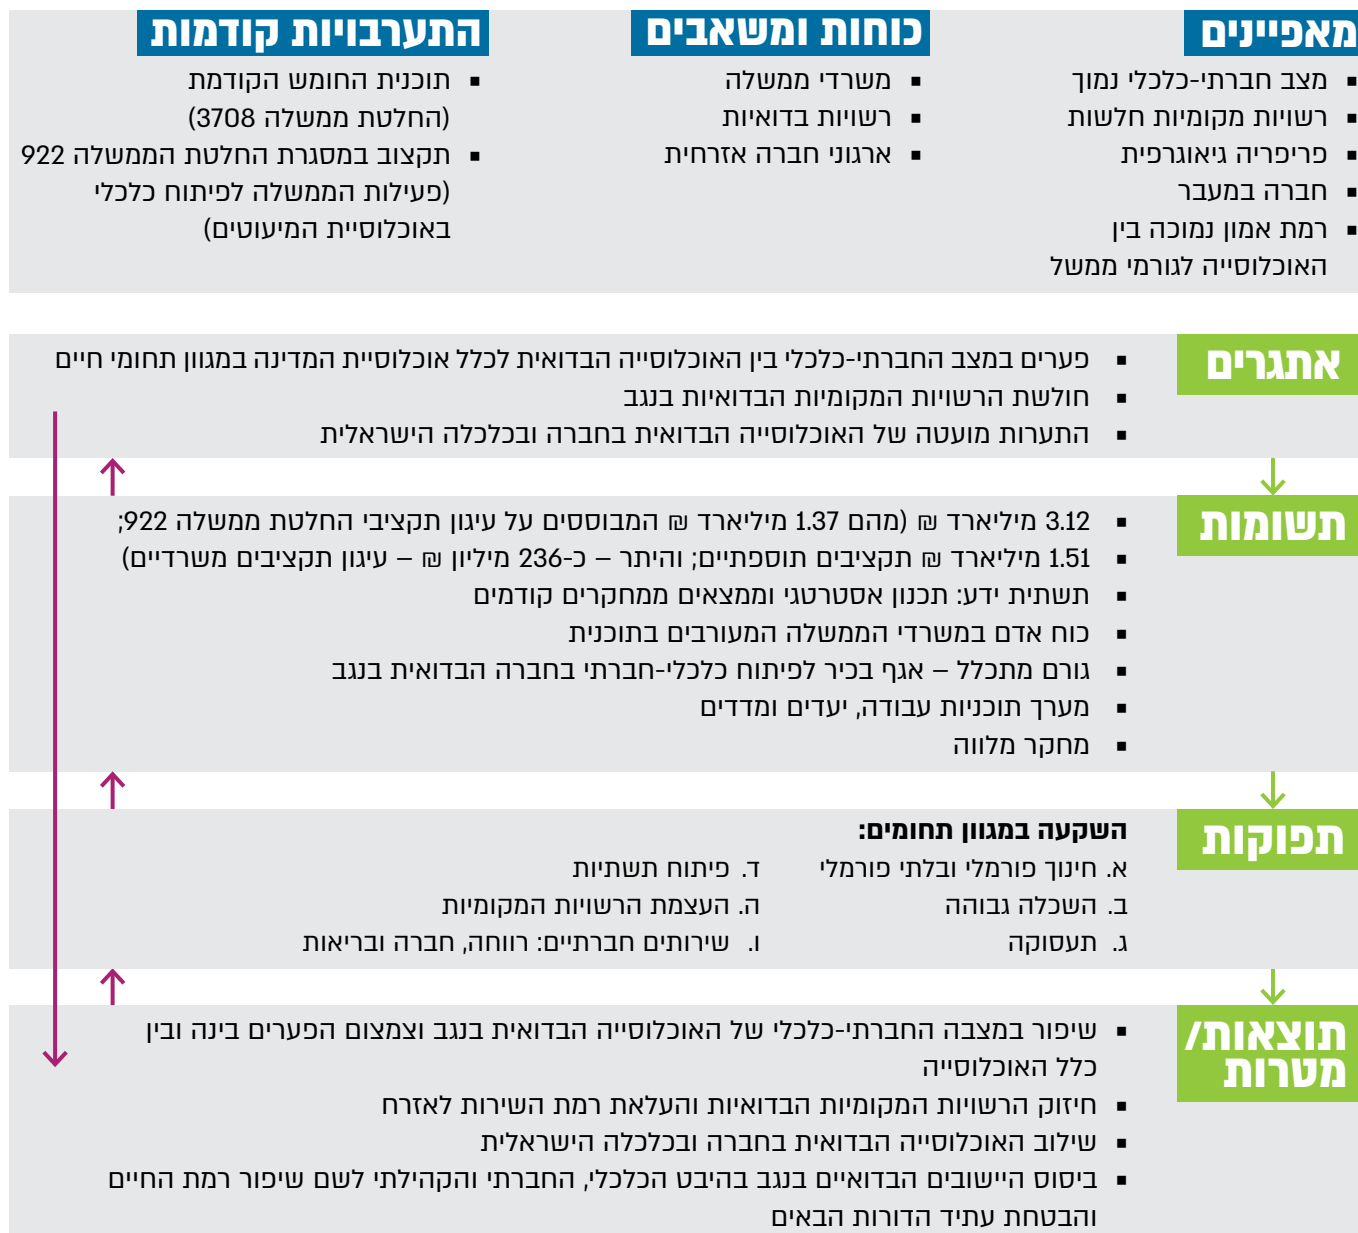 מאפיינים
מצב חברתי-כלכלי נמוך
רשויות מקומיות חלשות
פריפריה גיאוגרפית
חברה במעבר
רמת אמון נמוכה בין
האוכלוסייה לגורמי ממשל
כוחות ומשאבים
משרדי ממשלה
רשויות בדואיות
ארגוני חברה אזרחית
התערבויות קודמות
תוכנית החומש הקודמת
(החלטת ממשלה 3708)
תקצוב במסגרת החלטת הממשלה 922
(פעילות הממשלה לפיתוח כלכלי
באוכלוסיית המיעוטים)
אתגרים
פערים במצב החברתי-כלכלי בין האוכלוסייה הבדואית לכלל אוכלוסיית המדינה במגוון תחומי חיים
חולשת הרשויות המקומיות הבדואיות בנגב
התערות מועטה של האוכלוסייה הבדואית בחברה ובכלכלה הישראלית
תשומות
3.12 מיליארד ₪ (מהם 1.37 מיליארד ₪ המבוססים על עיגון תקציבי החלטת ממשלה 922;
1.51 מיליארד ₪ תקציבים תוספתיים; והיתר – כ-236 מיליון ₪ – עיגון תקציבים משרדיים)
תשתית ידע: תכנון אסטרטגי וממצאים ממחקרים קודמים
כוח אדם במשרדי הממשלה המעורבים בתוכנית
גורם מתכלל – אגף בכיר לפיתוח כלכלי-חברתי בחברה הבדואית בנגב
מערך תוכניות עבודה, יעדים ומדדים
מחקר מלווה
תפוקות
השקעה במגוון תחומים:
א. חינוך פורמלי ובלתי פורמלי
ב. השכלה גבוהה
ג. תעסוקה
ד. פיתוח תשתיות
ה. העצמת הרשויות המקומיות
ו. שירותים חברתיים: רווחה, חברה ובריאות
תוצאות/
מטרות
שיפור במצבה החברתי-כלכלי של האוכלוסייה הבדואית בנגב וצמצום הפערים בינה ובין
כלל האוכלוסייה
חיזוק הרשויות המקומיות הבדואיות והעלאת רמת השירות לאזרח
שילוב האוכלוסייה הבדואית בחברה ובכלכלה הישראלית
ביסוס היישובים הבדואיים בנגב בהיבט הכלכלי, החברתי והקהילתי לשם שיפור רמת החיים
והבטחת עתיד הדורות הבאים